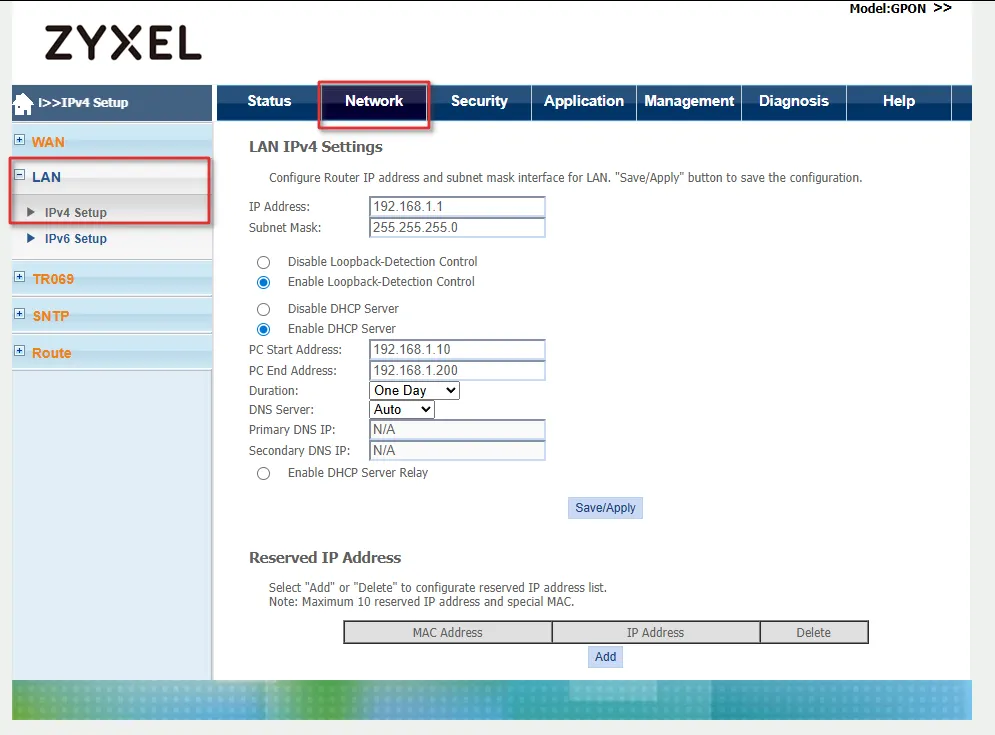 Model:GPON >>
ZYXEL
I>>IPv4 Setup
Status Network Security Application Management Diagnosis Help
WAN
LAN
IPv4 Setup
IPv6 Setup
TR069
SNTP
Route
LAN IPv4 Settings
Configure Router IP address and subnet mask interface for LAN. "Save/Apply" button to save the configuration.
IP Address: 192.168.1.1
Subnet Mask: 255.255.255.0
Disable Loopback-Detection Control
Enable Loopback-Detection Control
Disable DHCP Server
Enable DHCP Server
PC Start Address: 192.168.1.10
PC End Address: 192.168.1.200
Duration: One Day
DNS Server: Auto
Primary DNS IP: N/A
Secondary DNS IP: N/A
Enable DHCP Server Relay
Save/Apply
Reserved IP Address
Select "Add" or "Delete" to configurate reserved IP address list.
Note: Maximum 10 reserved IP address and special MAC.
MAC Address IP Address Delete
Add